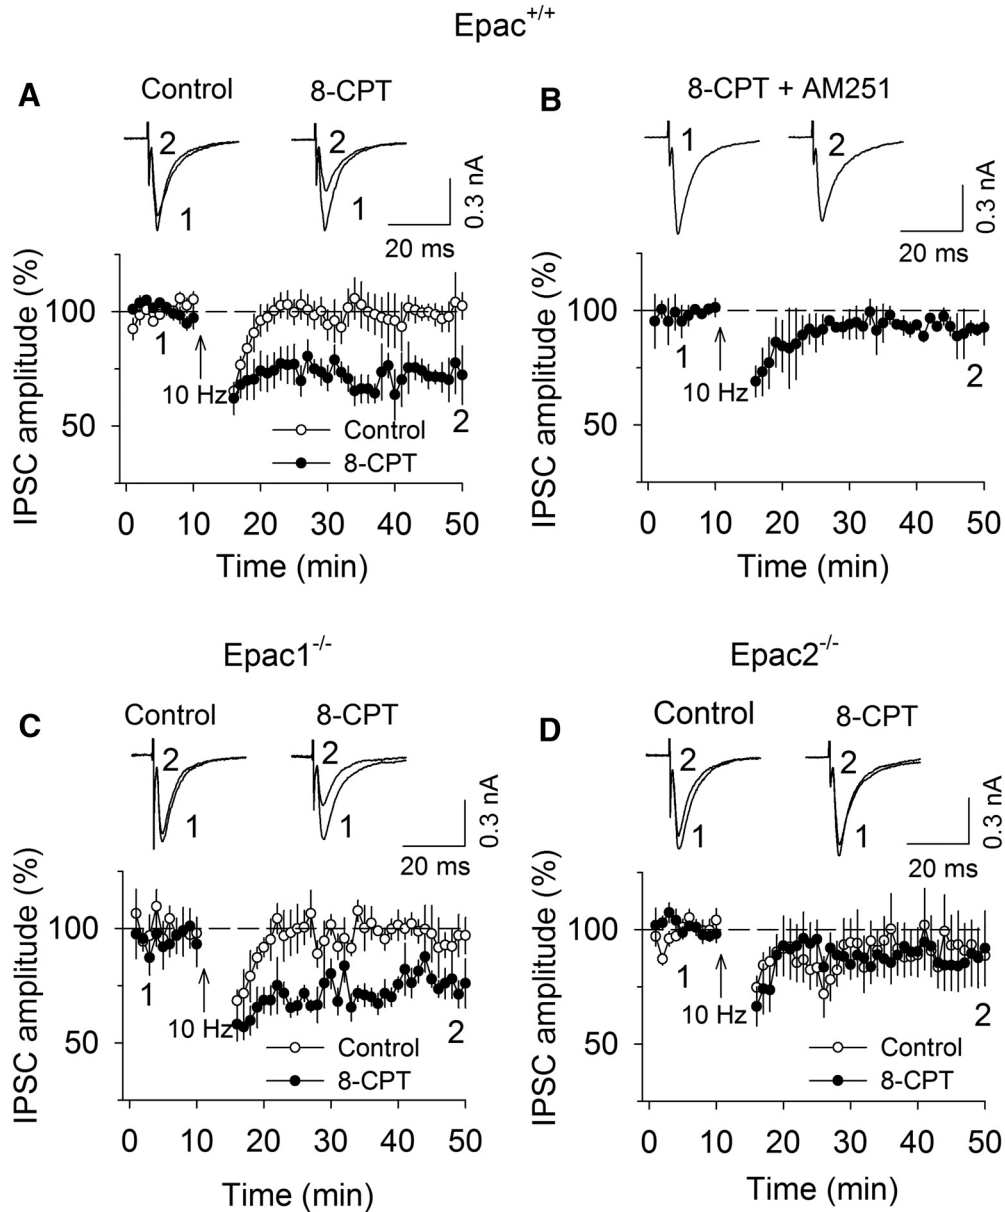 Epac+/+
A
Control
8-CPT
2
1
2
1
0.3 nA
20 ms
IPSC amplitude (%)
100
50
1
10 Hz
2
Control
8-CPT
0 10 20 30 40 50
Time (min)
B
8-CPT + AM251
1
2
0.3 nA
20 ms
IPSC amplitude (%)
100
50
1
10 Hz
2
0 10 20 30 40 50
Time (min)
Epac1-/-
C
Control
8-CPT
2
1
2
1
0.3 nA
20 ms
IPSC amplitude (%)
100
50
1
10 Hz
2
Control
8-CPT
0 10 20 30 40 50
Time (min)
Epac2-/-
D
Control
8-CPT
2
1
2
1
0.3 nA
20 ms
IPSC amplitude (%)
100
50
1
10 Hz
2
Control
8-CPT
0 10 20 30 40 50
Time (min)